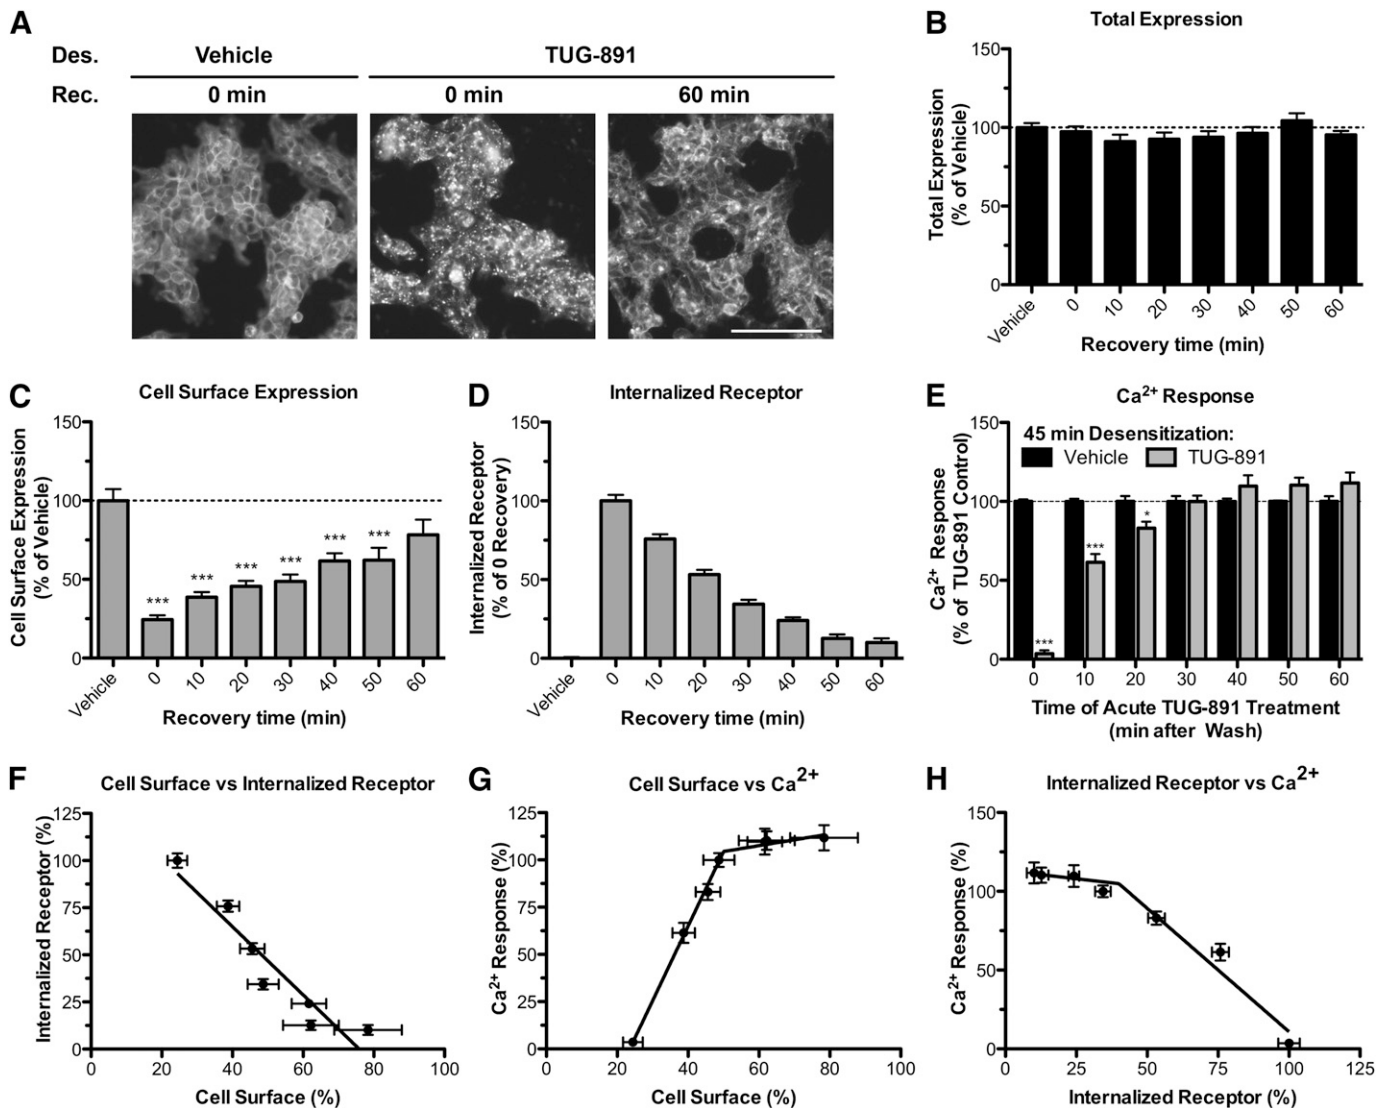 A
Des. Vehicle TUG-891
Rec. 0 min 0 min 60 min
B
Total Expression
Total Expression
(% of Vehicle)
150
100
50
0
Vehicle 0 10 20 30 40 50 60
Recovery time (min)
C
Cell Surface Expression
Cell Surface Expression
(% of Vehicle)
150
100
50
0
*** *** *** *** *** ***
Vehicle 0 10 20 30 40 50 60
Recovery time (min)
D
Internalized Receptor
Internalized Receptor
(% of 0 Recovery)
150
100
50
0
Vehicle 0 10 20 30 40 50 60
Recovery time (min)
E
Ca2+ Response
Ca2+ Response
(% of TUG-891 Control)
150
100
50
0
45 min Desensitization:
Vehicle TUG-891
*** *** *
0 10 20 30 40 50 60
Time of Acute TUG-891 Treatment
(min after Wash)
F
Cell Surface vs Internalized Receptor
Internalized Receptor (%)
125
100
75
50
25
0
0 20 40 60 80 100
Cell Surface (%)
G
Cell Surface vs Ca2+
Ca2+ Response (%)
125
100
75
50
25
0
0 20 40 60 80 100
Cell Surface (%)
H
Internalized Receptor vs Ca2+
Ca2+ Response (%)
150
100
50
0
0 25 50 75 100 125
Internalized Receptor (%)